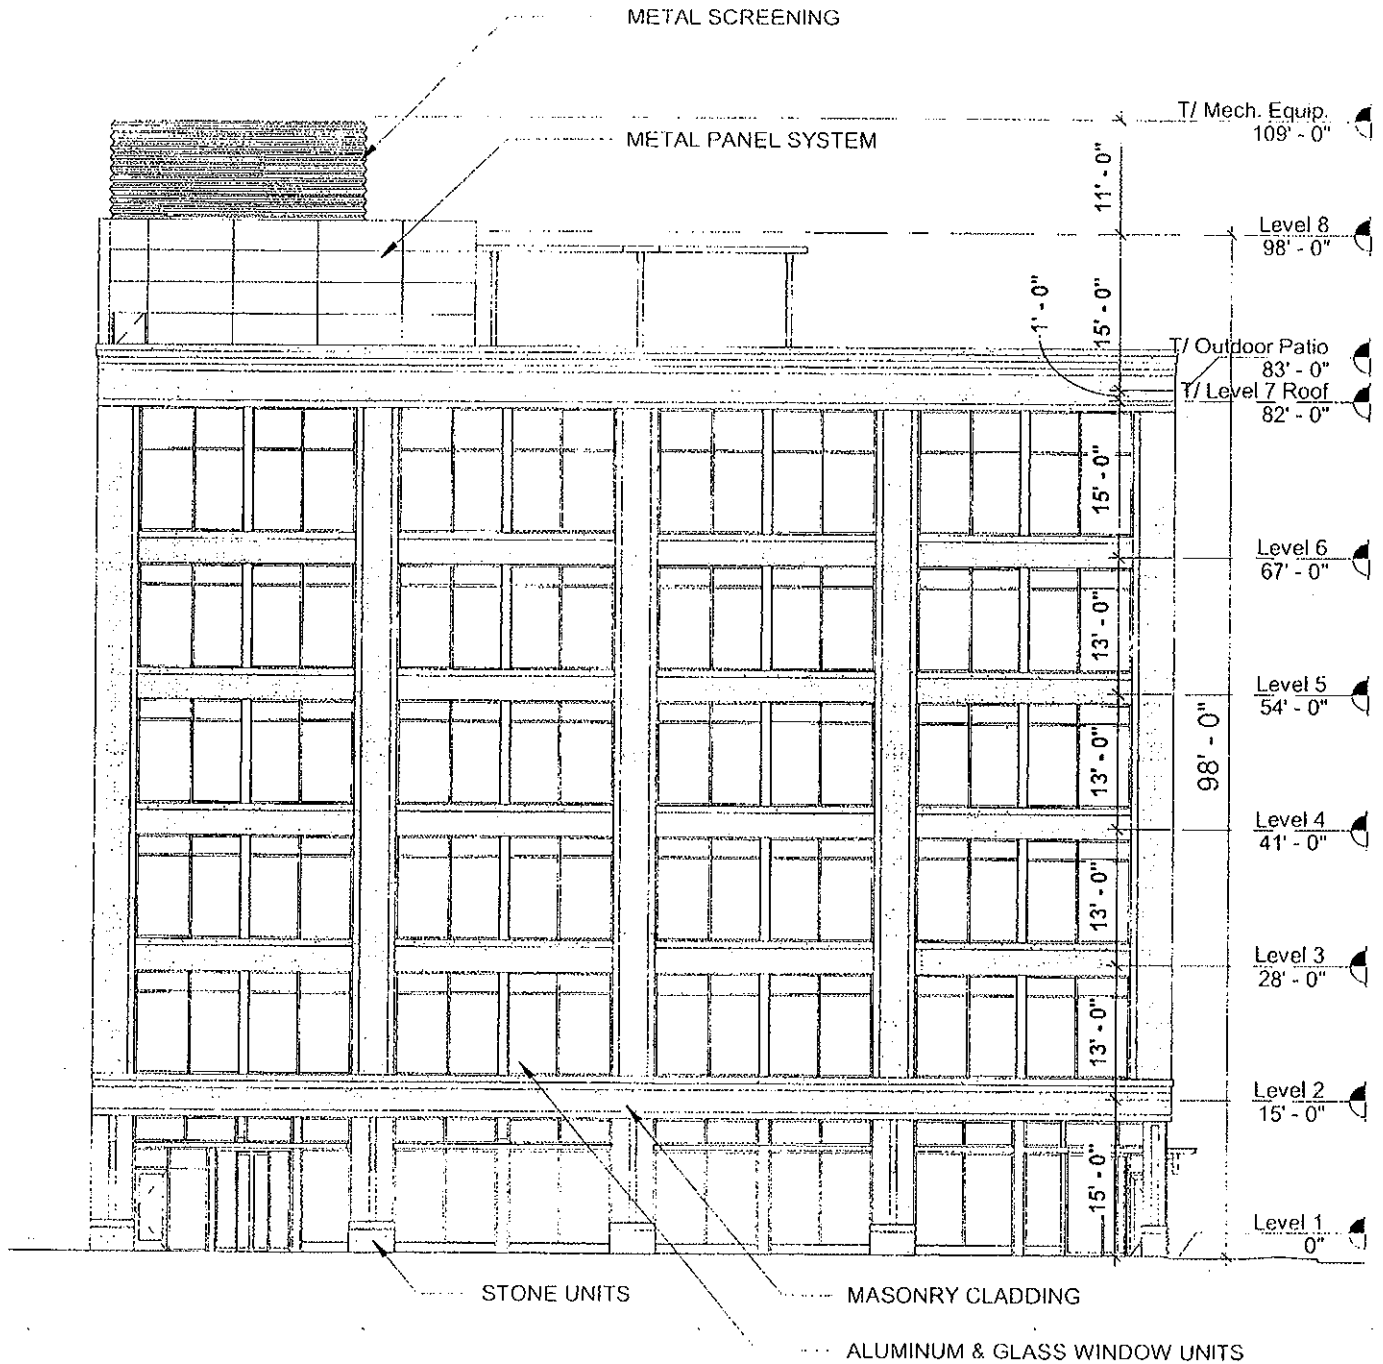 METAL SCREENING
T/ Mech. Equip.
109' - 0"
METAL PANEL SYSTEM
11' - 0"
Level 8
98' - 0"
1' - 0"
15' - 0"
T/ Outdoor Patio
83' - 0"
T/ Level 7 Roof
82' - 0"
15' - 0"
Level 6
67' - 0"
13' - 0"
Level 5
54' - 0"
13' - 0"
98' - 0"
Level 4
41' - 0"
13' - 0"
Level 3
28' - 0"
13' - 0"
Level 2
15' - 0"
15' - 0"
Level 1
0"
STONE UNITS
MASONRY CLADDING
ALUMINUM & GLASS WINDOW UNITS